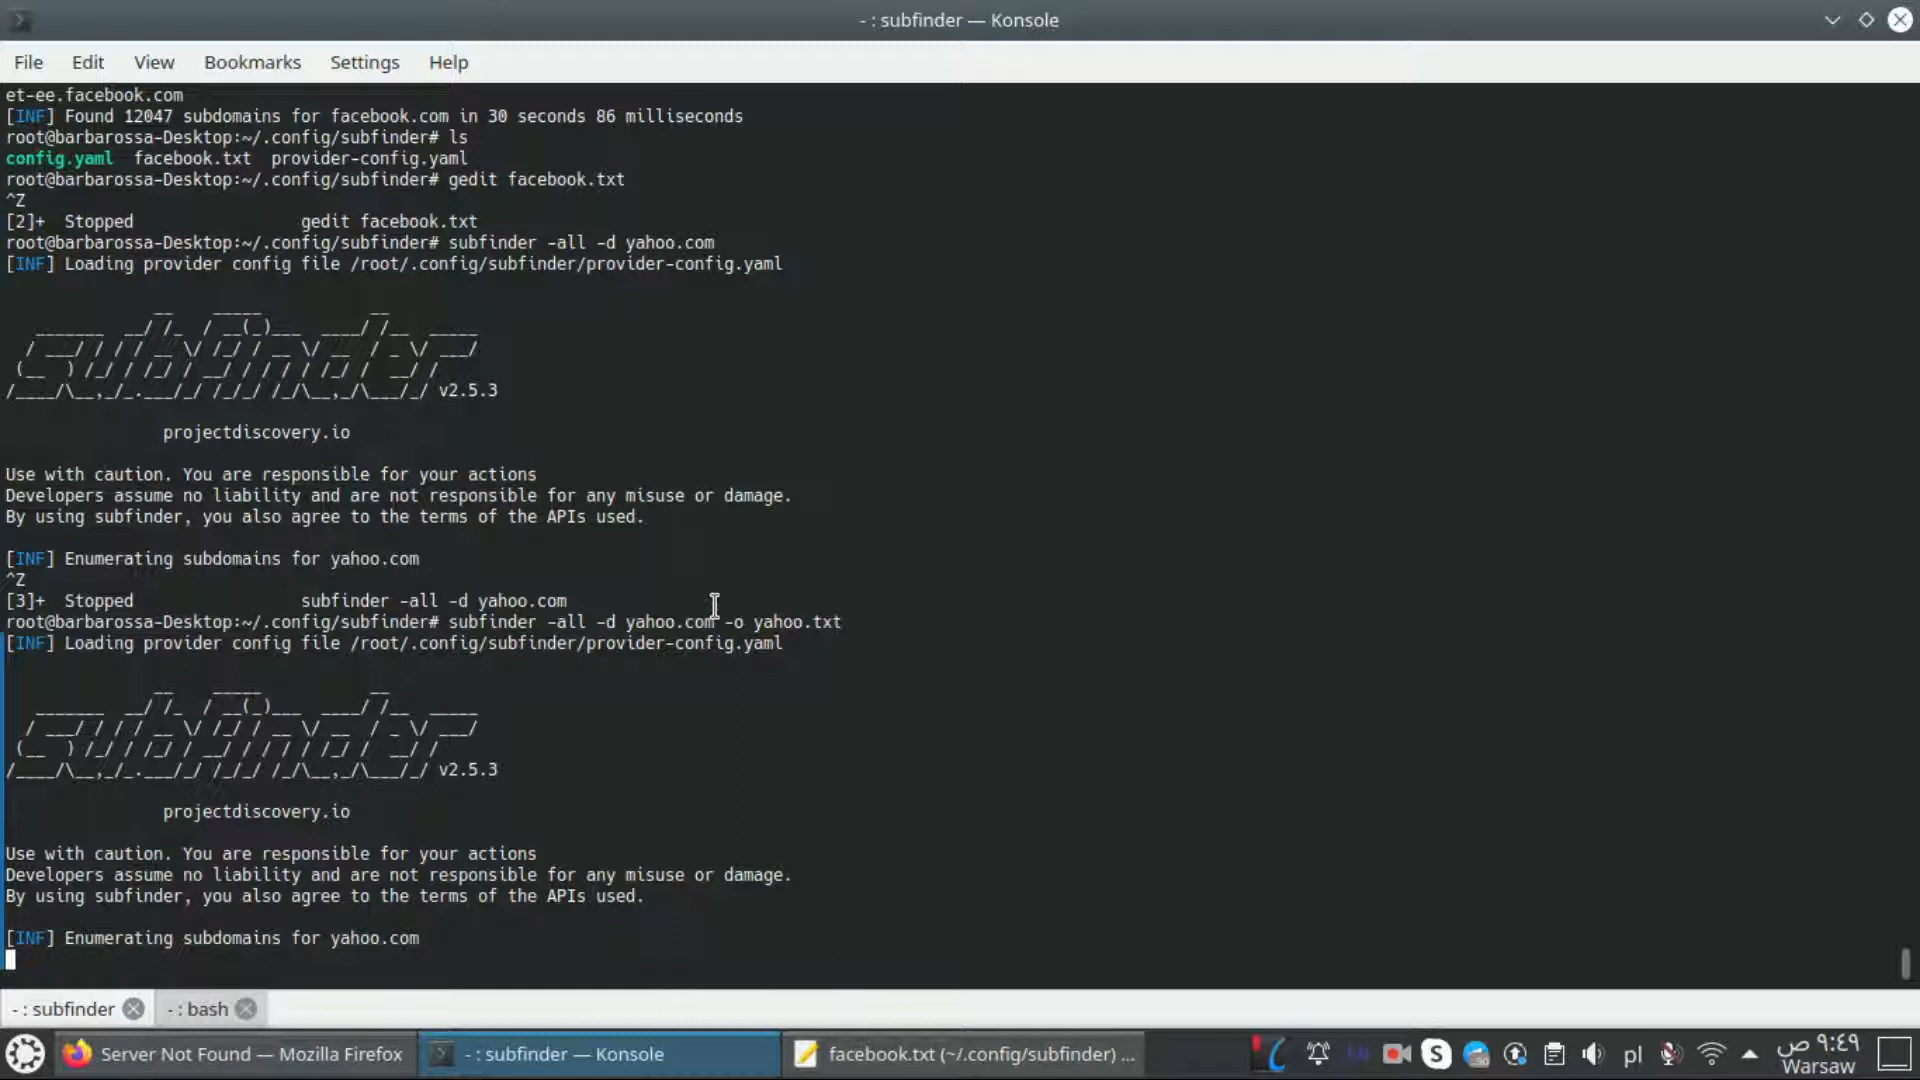 - : subfinder — Konsole
File Edit View Bookmarks Settings Help
et-ee.facebook.com
[INF] Found 12047 subdomains for facebook.com in 30 seconds 86 milliseconds
root@barbarossa-Desktop:~/.config/subfinder# ls
config.yaml  facebook.txt  provider-config.yaml
root@barbarossa-Desktop:~/.config/subfinder# gedit facebook.txt
^Z
[2]+  Stopped                 gedit facebook.txt
root@barbarossa-Desktop:~/.config/subfinder# subfinder -all -d yahoo.com
[INF] Loading provider config file /root/.config/subfinder/provider-config.yaml
subfinder v2.5.3
projectdiscovery.io
Use with caution. You are responsible for your actions
Developers assume no liability and are not responsible for any misuse or damage.
By using subfinder, you also agree to the terms of the APIs used.
[INF] Enumerating subdomains for yahoo.com
^Z
[3]+  Stopped                 subfinder -all -d yahoo.com
root@barbarossa-Desktop:~/.config/subfinder# subfinder -all -d yahoo.com -o yahoo.txt
[INF] Loading provider config file /root/.config/subfinder/provider-config.yaml
subfinder v2.5.3
projectdiscovery.io
Use with caution. You are responsible for your actions
Developers assume no liability and are not responsible for any misuse or damage.
By using subfinder, you also agree to the terms of the APIs used.
[INF] Enumerating subdomains for yahoo.com
- : subfinder - : bash
Server Not Found — Mozilla Firefox - : subfinder — Konsole facebook.txt (~/.config/subfinder) ... pl ٩:٤٩ ص
Warsaw